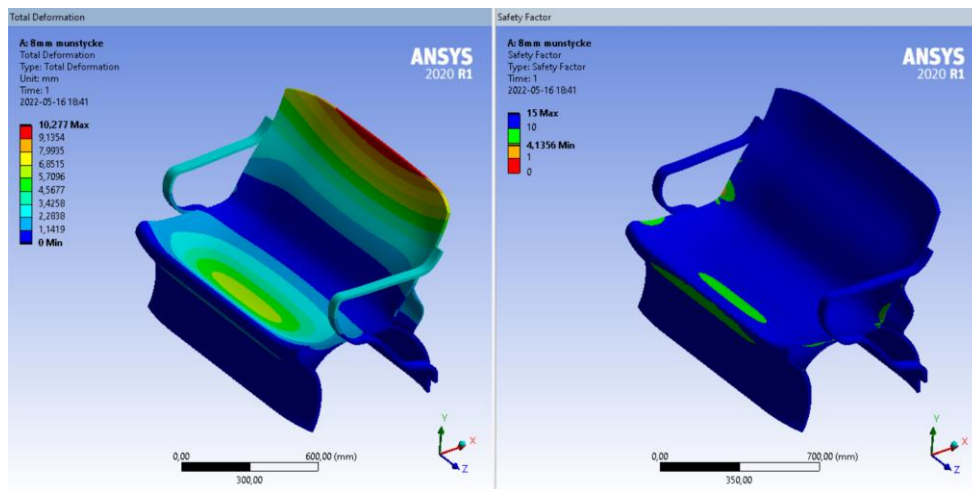 Total Deformation
A: 8mm munstycke
Total Deformation
Type: Total Deformation
Unit: mm
Time: 1
2022-05-16 18:41
ANSYS
2020 R1
10,277 Max
9,1354
7,9935
6,8515
5,7096
4,5677
3,4258
2,2838
1,1419
0 Min
0,00
600,00 (mm)
300,00
Y
X
Z
Safety Factor
A: 8mm munstycke
Safety Factor
Type: Safety Factor
Time: 1
2022-05-16 18:41
ANSYS
2020 R1
15 Max
10
4,1356 Min
1
0
0,00
700,00 (mm)
350,00
Y
X
Z